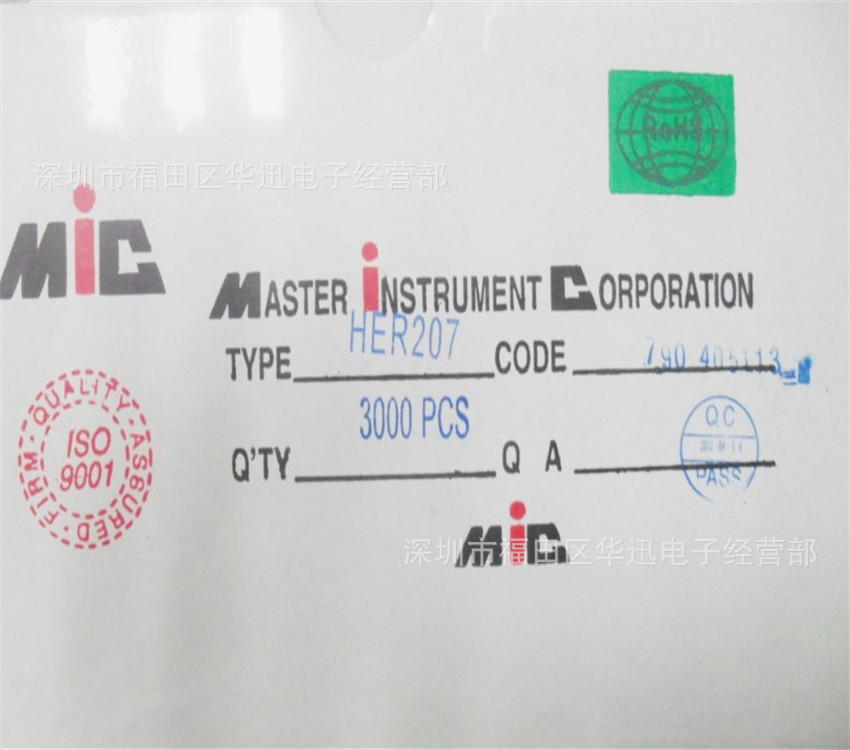 RoHS
深圳市福田区华迅电子经营部
MiC
MASTER iNSTRUMENT CORPORATION
TYPE HER207 CODE 790 405113
3000 PCS
Q'TY Q A
QC
PASS
FIRM · QUALITY · ASSURED ·
ISO
9001
MiC
深圳市福田区华迅电子经营部